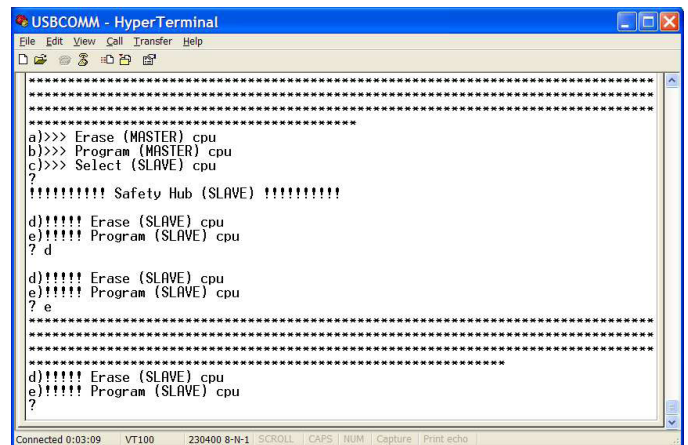 USBCOMM - HyperTerminal
File Edit View Call Transfer Help
*********************************************************************************
*********************************************************************************
*********************************************************************************
******************************************
a)>>> Erase (MASTER) cpu
b)>>> Program (MASTER) cpu
c)>>> Select (SLAVE) cpu
?
!!!!!!!!!! Safety Hub (SLAVE) !!!!!!!!!!
d)!!!!! Erase (SLAVE) cpu
e)!!!!! Program (SLAVE) cpu
? d
d)!!!!! Erase (SLAVE) cpu
e)!!!!! Program (SLAVE) cpu
? e
*********************************************************************************
*********************************************************************************
*********************************************************************************
*************************************************************
d)!!!!! Erase (SLAVE) cpu
e)!!!!! Program (SLAVE) cpu
?
Connected 0:03:09 VT100 230400 8-N-1 SCROLL CAPS NUM Capture Print echo